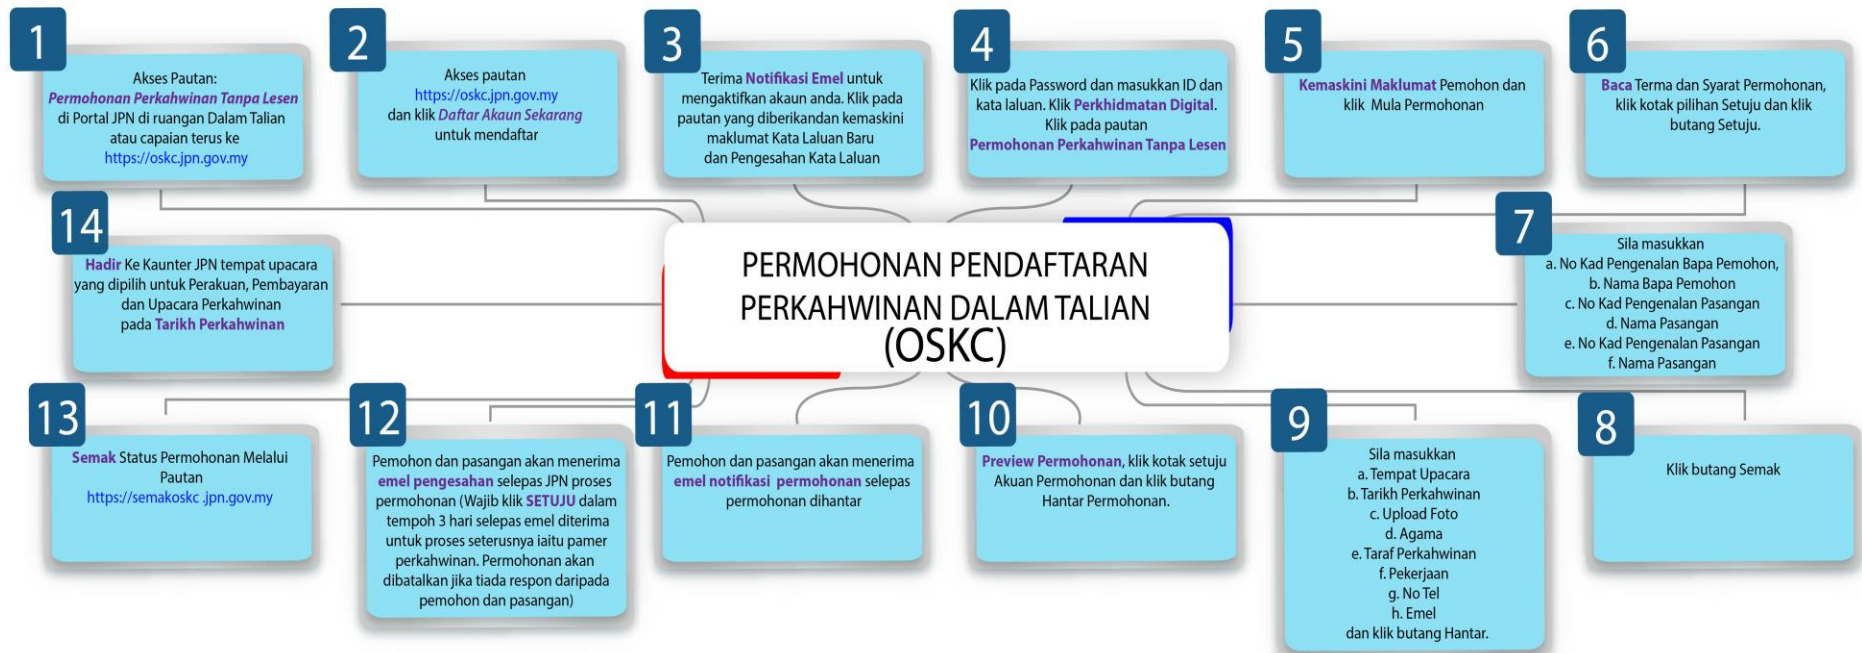 PERMOHONAN PENDAFTARAN
PERKAHWINAN DALAM TALIAN
(OSKC)
1
Akses Pautan:
Permohonan Perkahwinan Tanpa Lesen
di Portal JPN di ruangan Dalam Talian
atau capaian terus ke
https://oskc.jpn.gov.my
2
Akses pautan
https://oskc.jpn.gov.my
dan klik Daftar Akaun Sekarang
untuk mendaftar
3
Terima Notifikasi Emel untuk
mengaktifkan akaun anda. Klik pada
pautan yang diberikandan kemaskini
maklumat Kata Laluan Baru
dan Pengesahan Kata Laluan
4
Klik pada Password dan masukkan ID dan
kata laluan. Klik Perkhidmatan Digital.
Klik pada pautan
Permohonan Perkahwinan Tanpa Lesen
5
Kemaskini Maklumat Pemohon dan
klik Mula Permohonan
6
Baca Terma dan Syarat Permohonan,
klik kotak pilihan Setuju dan klik
butang Setuju.
7
Sila masukkan
a. No Kad Pengenalan Bapa Pemohon,
b. Nama Bapa Pemohon
c. No Kad Pengenalan Pasangan
d. Nama Pasangan
e. No Kad Pengenalan Pasangan
f. Nama Pasangan
8
Klik butang Semak
9
Sila masukkan
a. Tempat Upacara
b. Tarikh Perkahwinan
c. Upload Foto
d. Agama
e. Taraf Perkahwinan
f. Pekerjaan
g. No Tel
h. Emel
dan klik butang Hantar.
10
Preview Permohonan, klik kotak setuju
Akuan Permohonan dan klik butang
Hantar Permohonan.
11
Pemohon dan pasangan akan menerima
emel notifikasi permohonan selepas
permohonan dihantar
12
Pemohon dan pasangan akan menerima
emel pengesahan selepas JPN proses
permohonan (Wajib klik SETUJU dalam
tempoh 3 hari selepas emel diterima
untuk proses seterusnya iaitu pamer
perkahwinan. Permohonan akan
dibatalkan jika tiada respon daripada
pemohon dan pasangan)
13
Semak Status Permohonan Melalui
Pautan
https://semakoskc .jpn.gov.my
14
Hadir Ke Kaunter JPN tempat upacara
yang dipilih untuk Perakuan, Pembayaran
dan Upacara Perkahwinan
pada Tarikh Perkahwinan